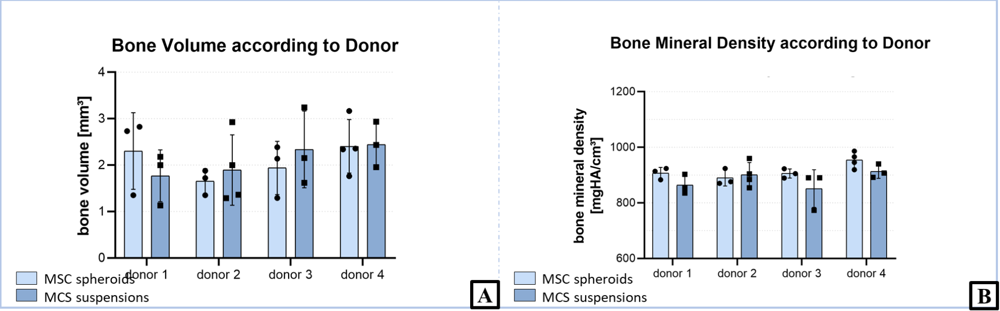 Bone Volume according to Donor
4
3
2
1
0
bone volume [mm³]
donor 1
donor 2
donor 3
donor 4
MSC spheroids
MCS suspensions
A
Bone Mineral Density according to Donor
1200
1000
800
600
bone mineral density
[mgHA/cm³]
donor 1
donor 2
donor 3
donor 4
MSC spheroids
MCS suspensions
B